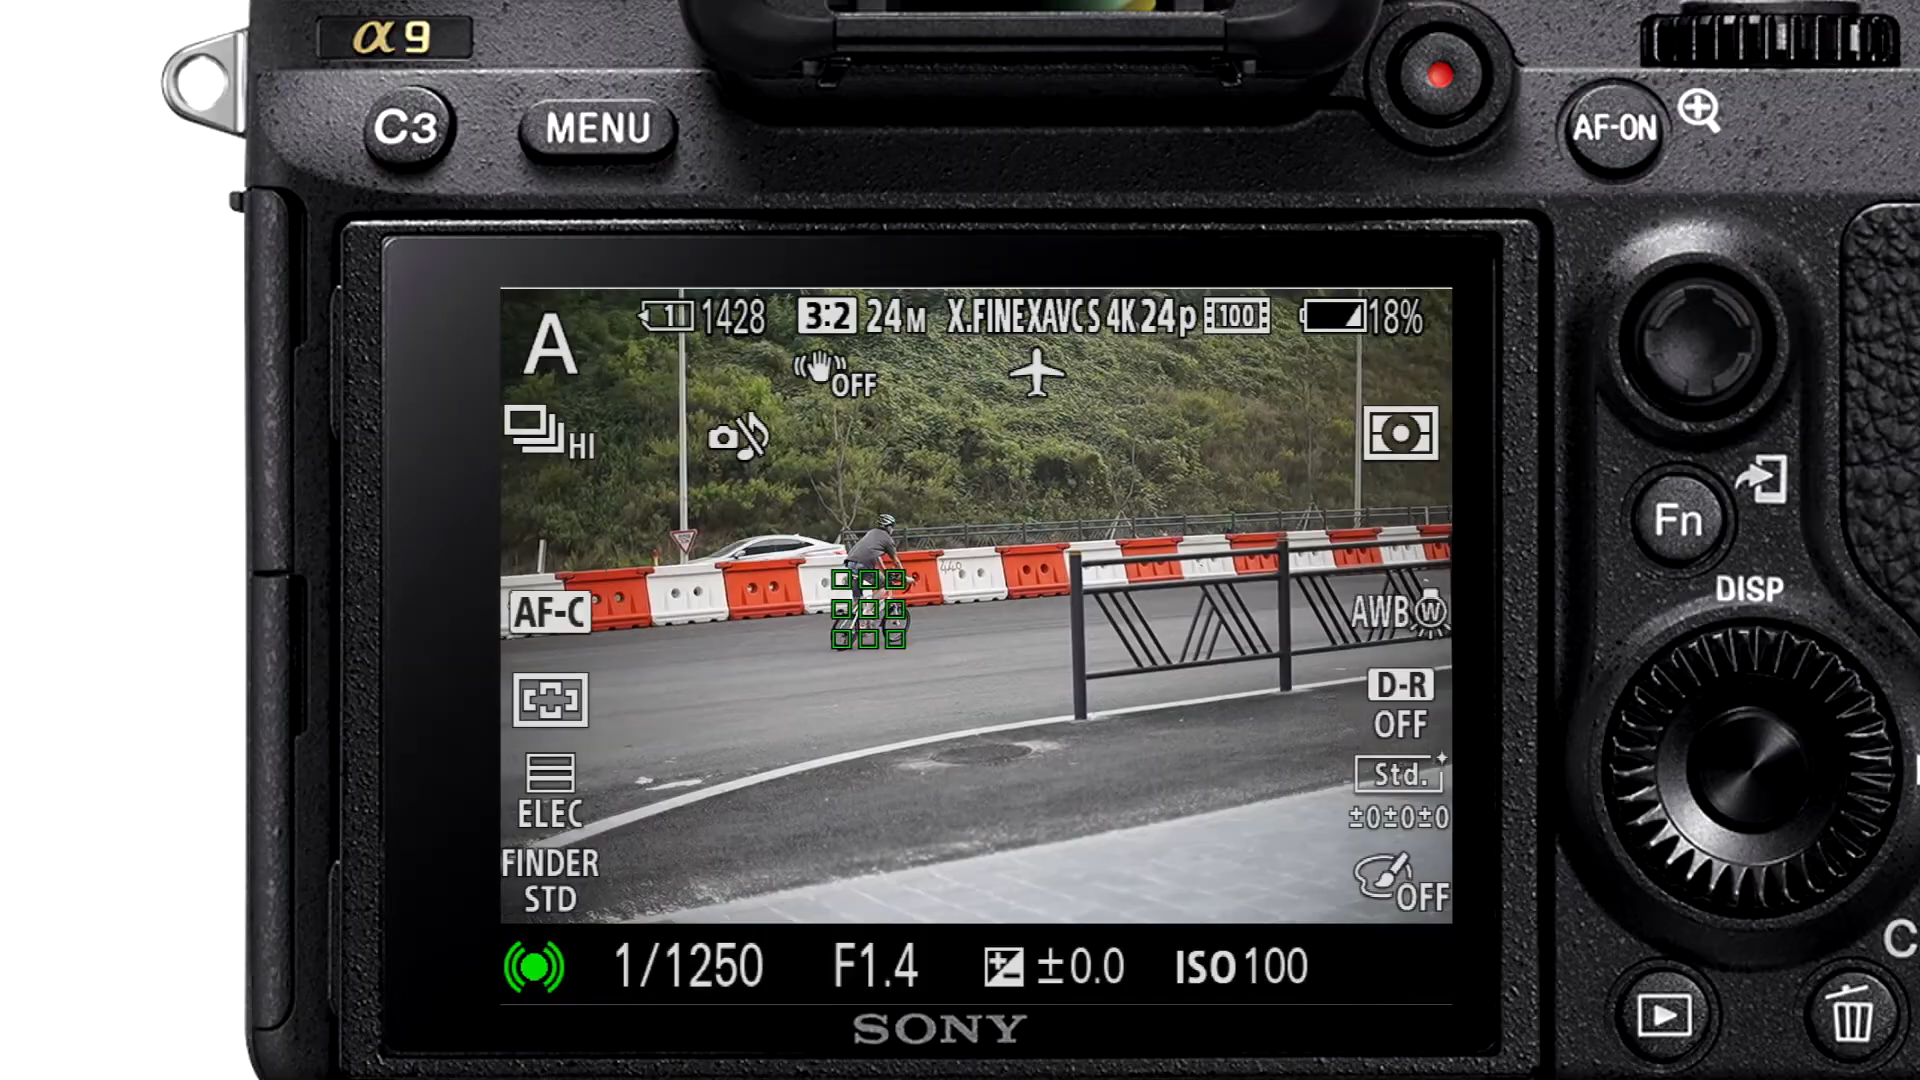 α9
C3
MENU
AF-ON
1428 3:2 24M X.FINE XAVC S 4K 24p 100 18%
A
OFF
HI
Fn
DISP
AF-C
AWB W
D-R
OFF
Std.
±0±0±0
ELEC
FINDER
STD
OFF
1/1250 F1.4 ±0.0 ISO 100
C
SONY